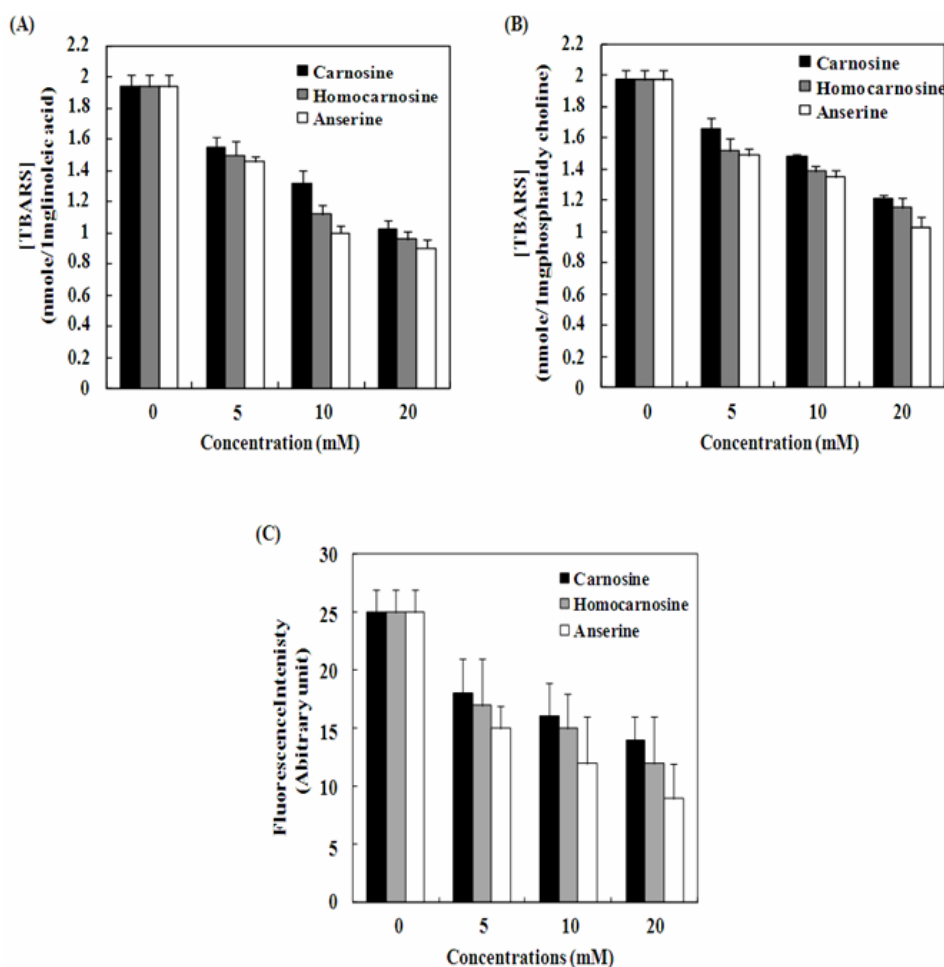 (A)
2.2
2
1.8
1.6
1.4
1.2
1
0.8
0.6
0.4
0.2
0
[TBARS]
(nmole/1mglinoleic acid)
Carnosine
Homocarnosine
Anserine
0 5 10 20
Concentration (mM)
(B)
2.2
2
1.8
1.6
1.4
1.2
1
0.8
0.6
0.4
0.2
0
[TBARS]
(nmole/1mgphosphatidy choline)
Carnosine
Homocarnosine
Anserine
0 5 10 20
Concentration (mM)
(C)
30
25
20
15
10
5
0
FluorescenceIntenisty
(Abitrary unit)
Carnosine
Homocarnosine
Anserine
0 5 10 20
Concentrations (mM)